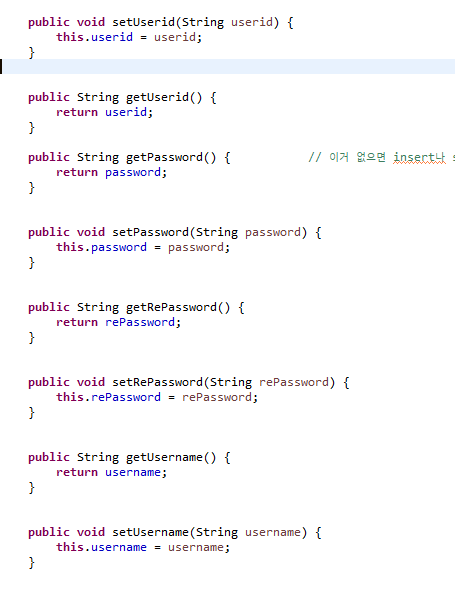 public void setUserid(String userid) {
this.userid = userid;
}
public String getUserid() {
return userid;
}
public String getPassword() { // 이거 없으면 insert나
return password;
}
public void setPassword(String password) {
this.password = password;
}
public String getRePassword() {
return rePassword;
}
public void setRePassword(String rePassword) {
this.rePassword = rePassword;
}
public String getUsername() {
return username;
}
public void setUsername(String username) {
this.username = username;
}